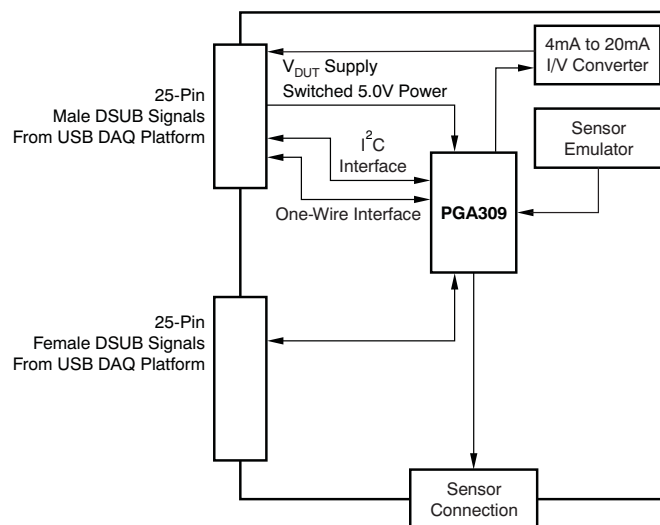 4mA to 20mA
I/V Converter
V_DUT Supply
Switched 5.0V Power
25-Pin
Male DSUB Signals
From USB DAQ Platform
I²C
Interface
Sensor
Emulator
One-Wire Interface
PGA309
25-Pin
Female DSUB Signals
From USB DAQ Platform
Sensor
Connection